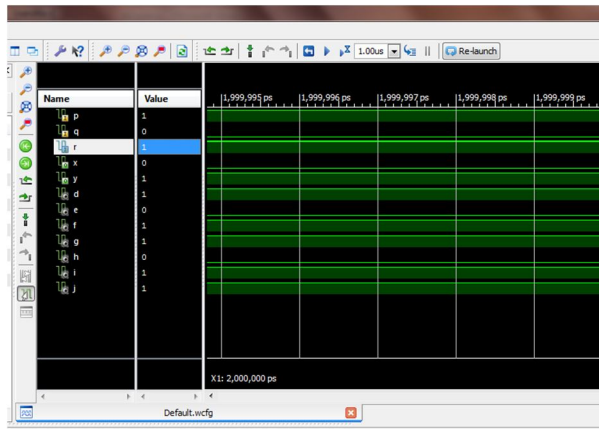 1.00us
Re-launch
Name Value
1,999,995 ps 1,999,996 ps 1,999,997 ps 1,999,998 ps 1,999,999 ps
p 1
q 0
r 1
x 0
y 1
d 1
e 0
f 1
g 1
h 0
i 1
j 1
X1: 2,000,000 ps
Default.wcfg